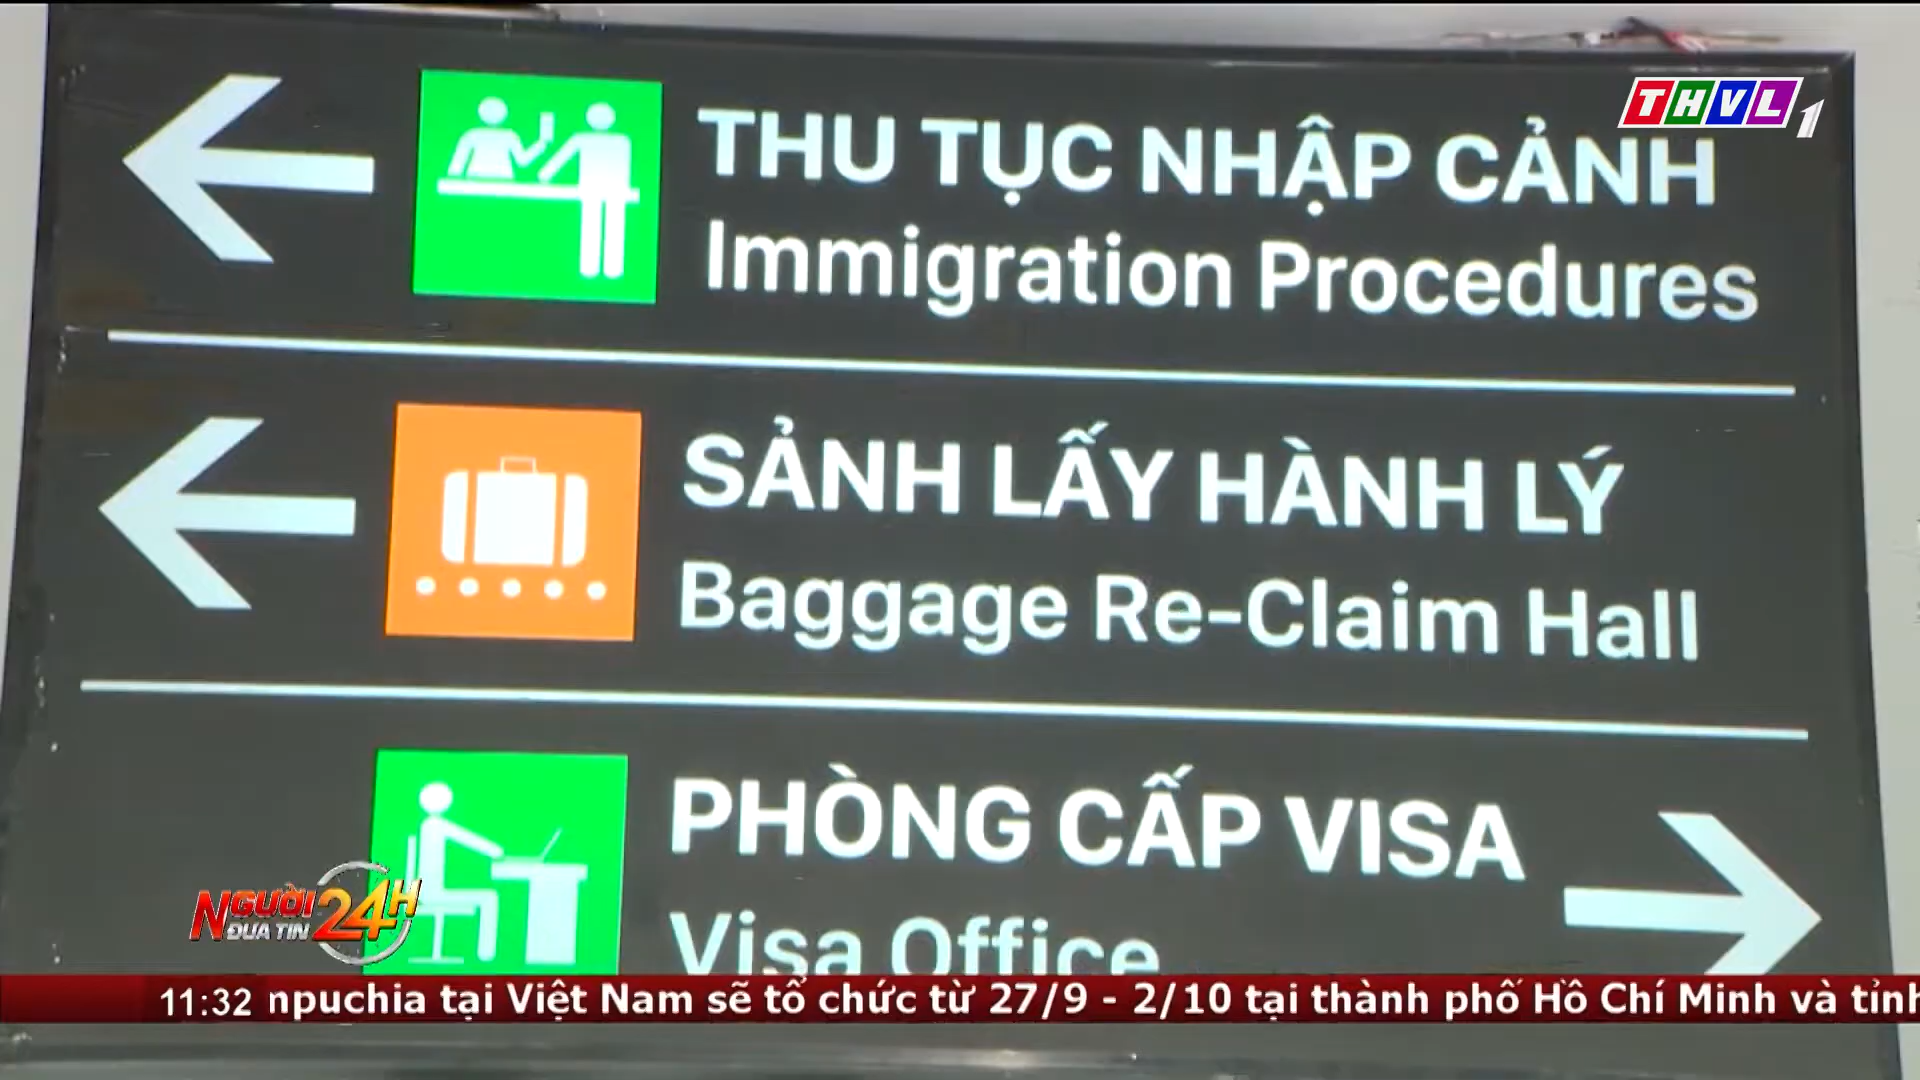 THVL1
THU TỤC NHẬP CẢNH
Immigration Procedures
SẢNH LẤY HÀNH LÝ
Baggage Re-Claim Hall
PHÒNG CẤP VISA
Visa Office
NGƯỜI
ĐƯA TIN
24H
11:32 npuchia tại Việt Nam sẽ tổ chức từ 27/9 - 2/10 tại thành phố Hồ Chí Minh và tỉnh